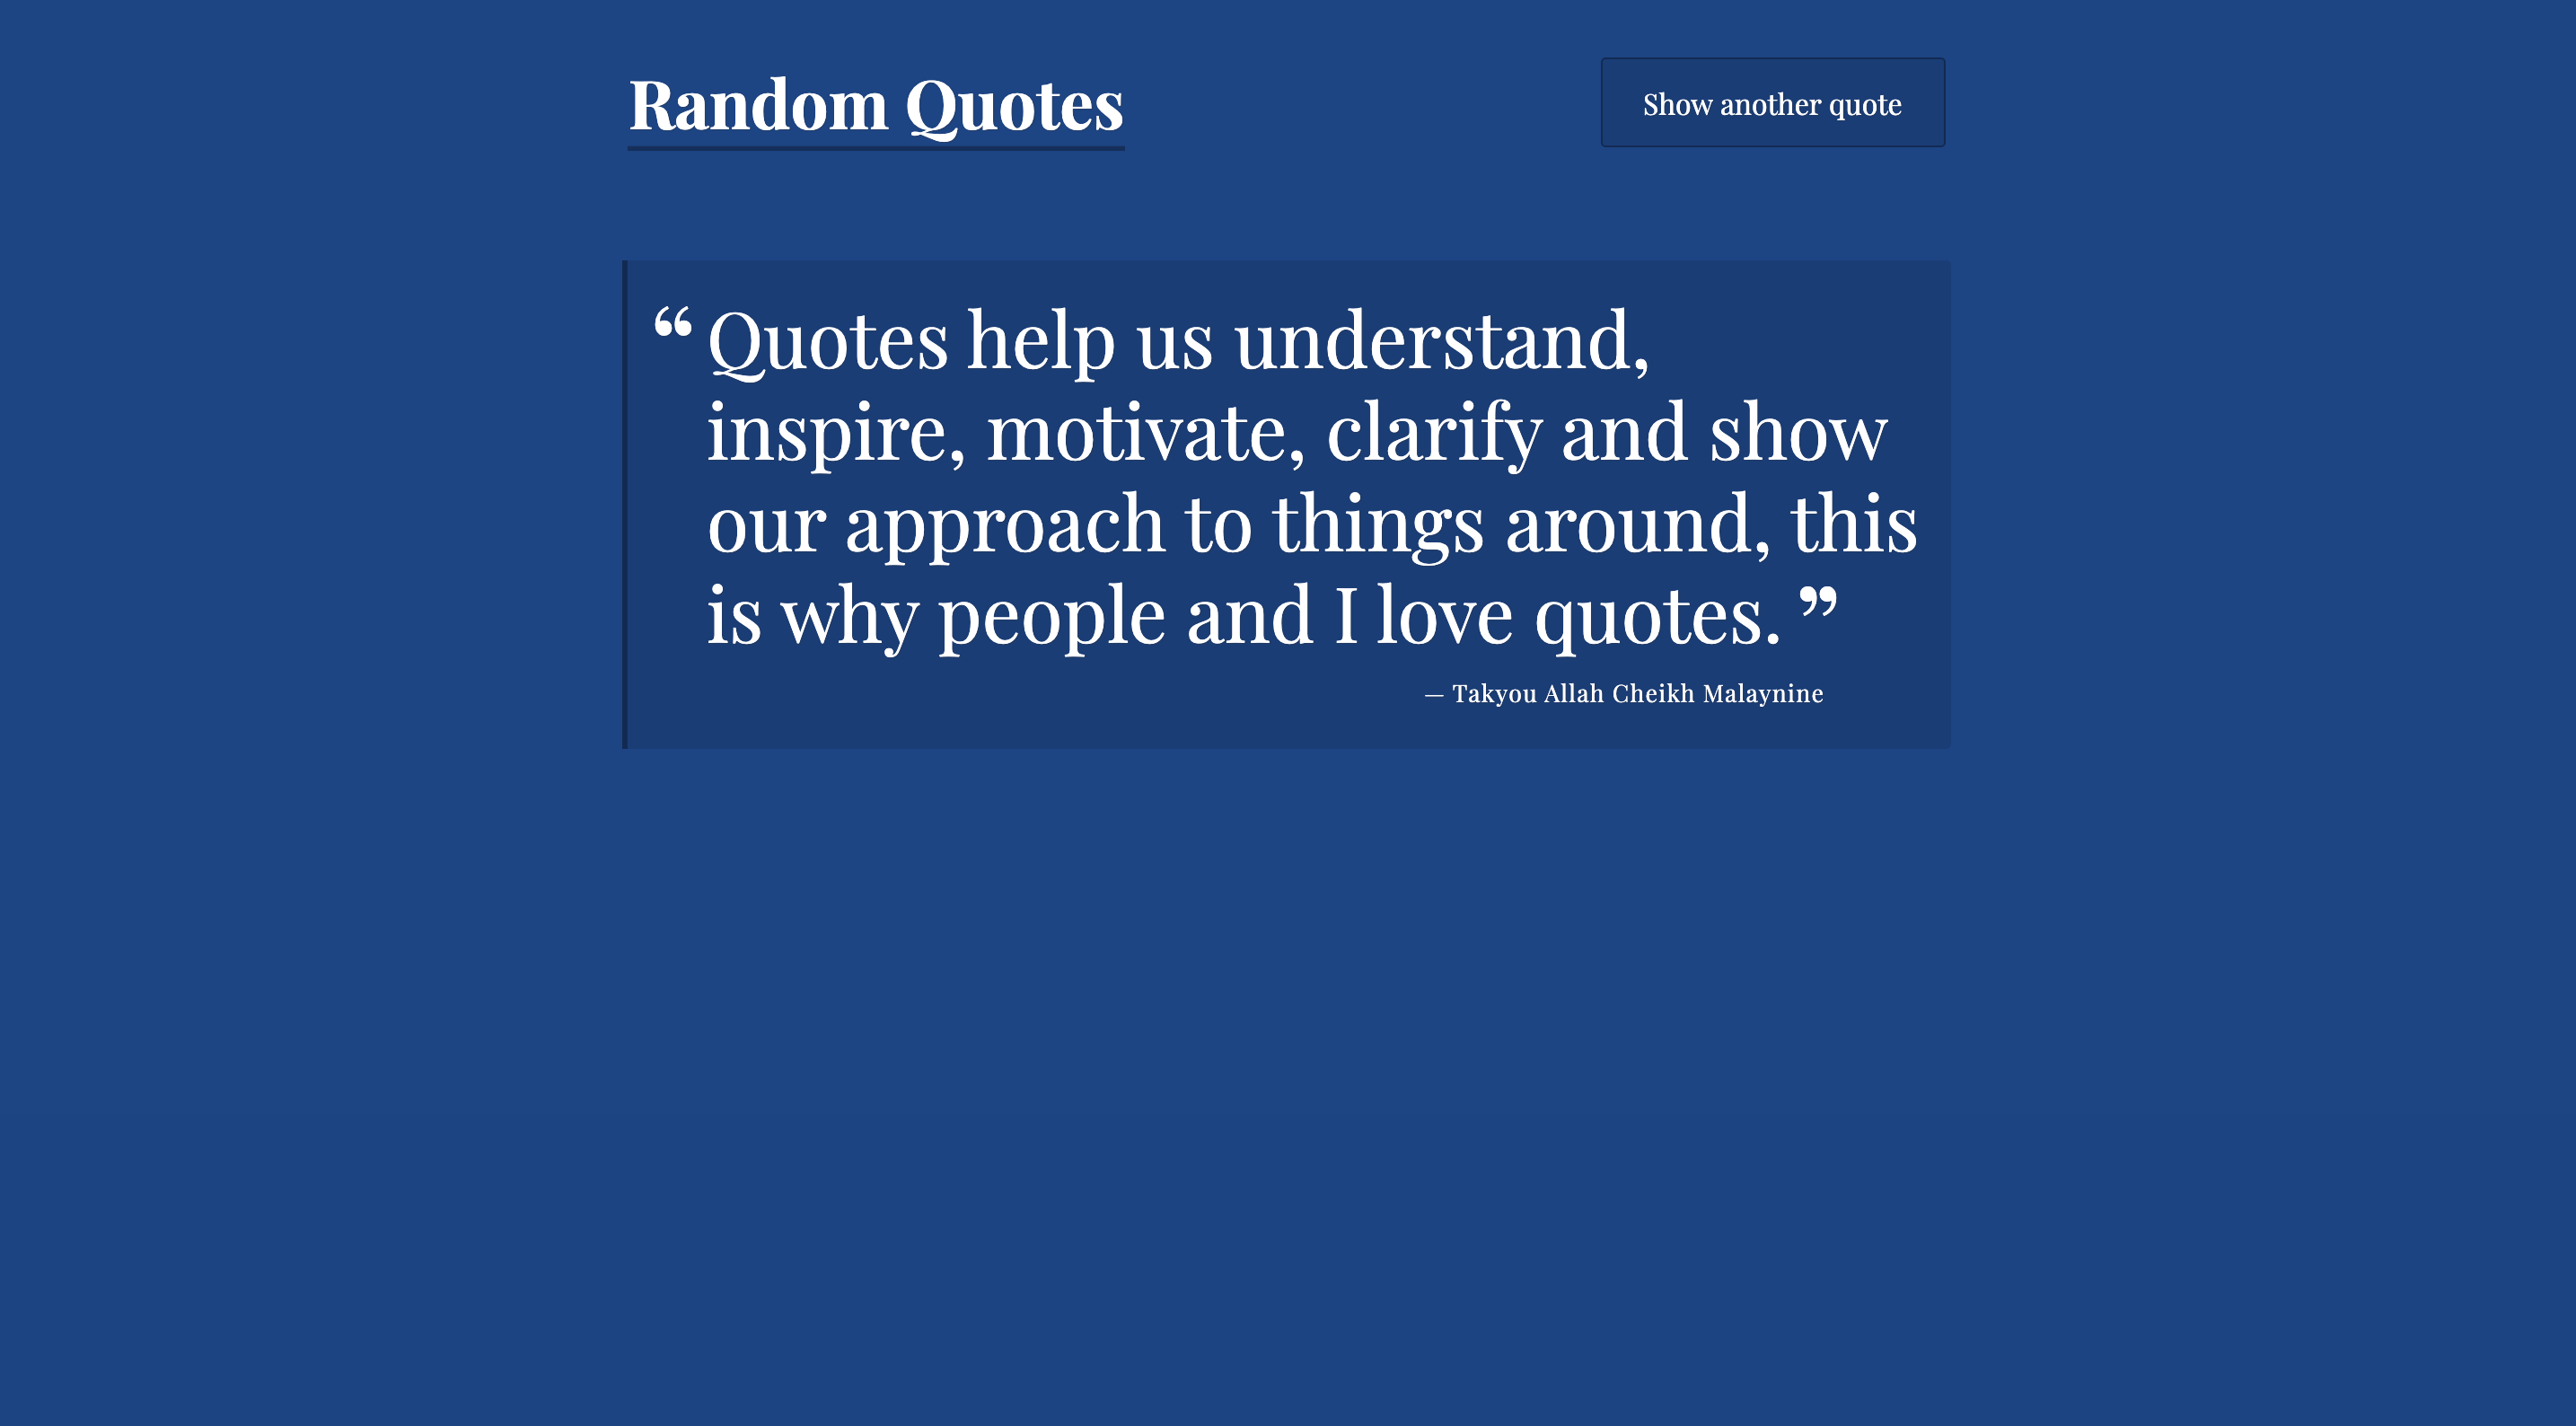 Random Quotes
Show another quote
“ Quotes help us understand,
inspire, motivate, clarify and show
our approach to things around, this
is why people and I love quotes. ”
— Takyou Allah Cheikh Malaynine